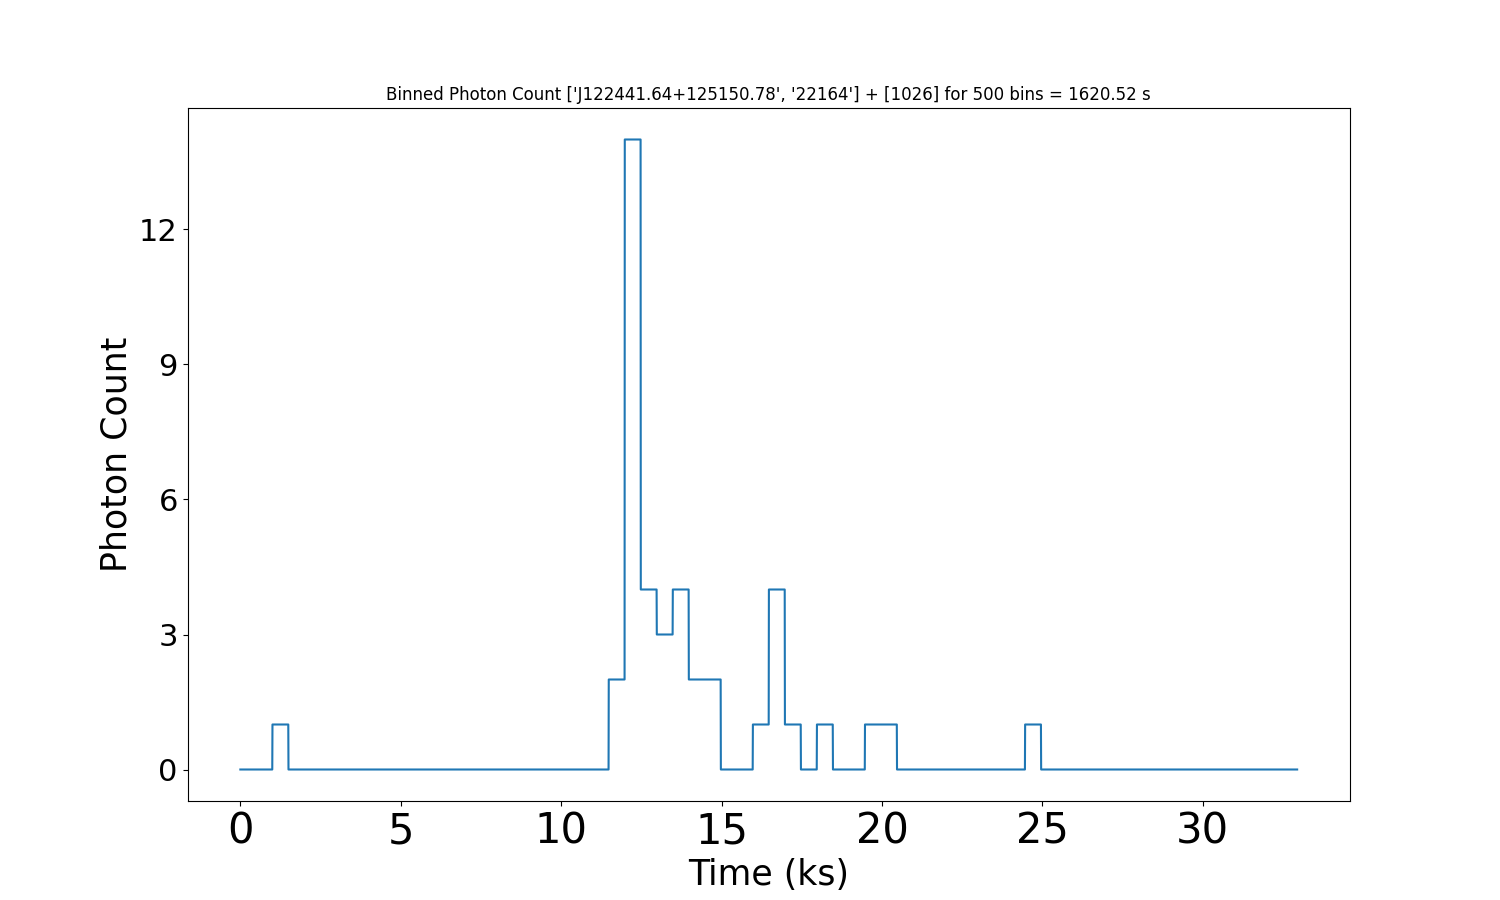 Binned Photon Count ['J122441.64+125150.78', '22164'] + [1026] for 500 bins = 1620.52 s
12
9
6
3
0
Photon Count
0 5 10 15 20 25 30
Time (ks)